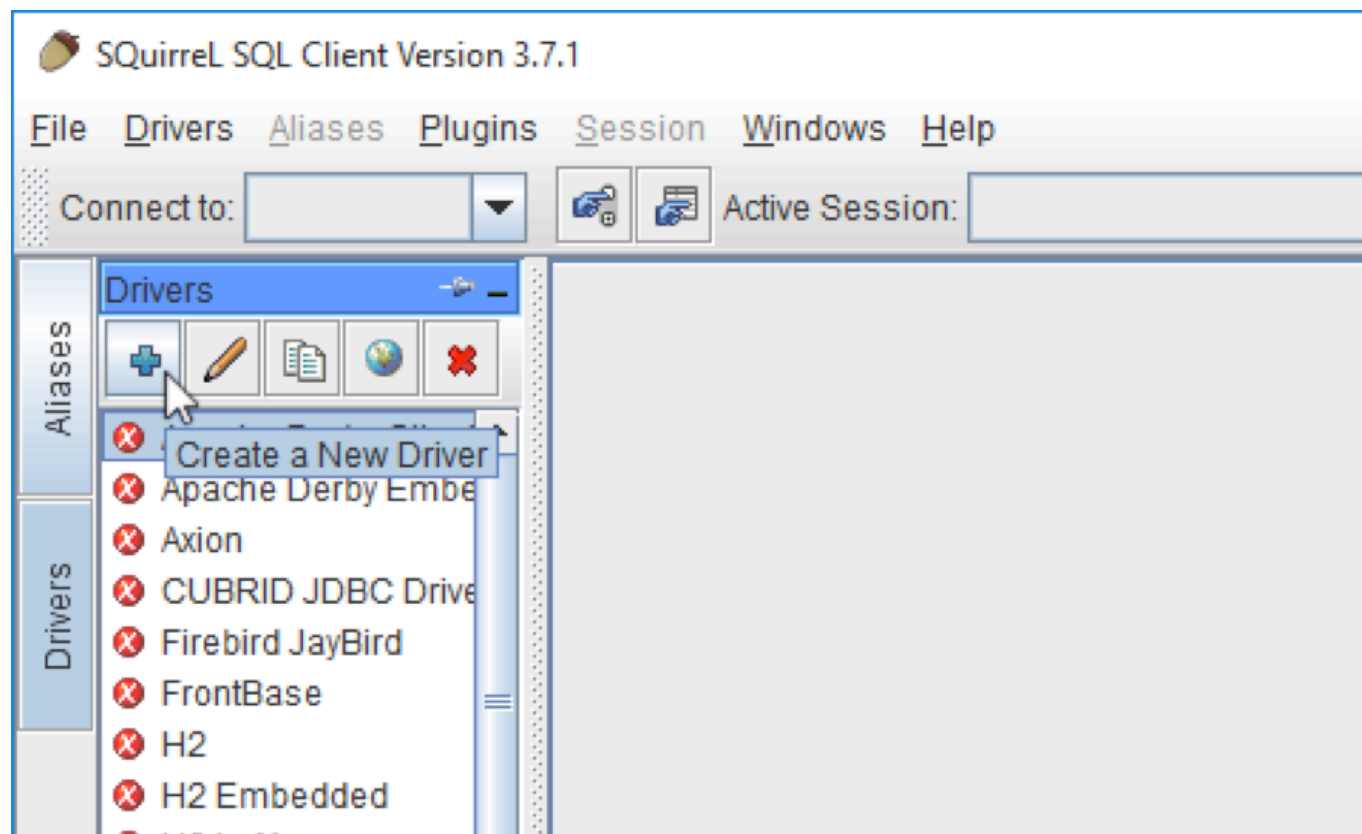 SQuirreL SQL Client Version 3.7.1
File Drivers Aliases Plugins Session Windows Help
Connect to: Active Session:
Drivers
Aliases
Create a New Driver
Apache Derby Embe
Axion
CUBRID JDBC Drive
Drivers
Firebird JayBird
FrontBase
H2
H2 Embedded